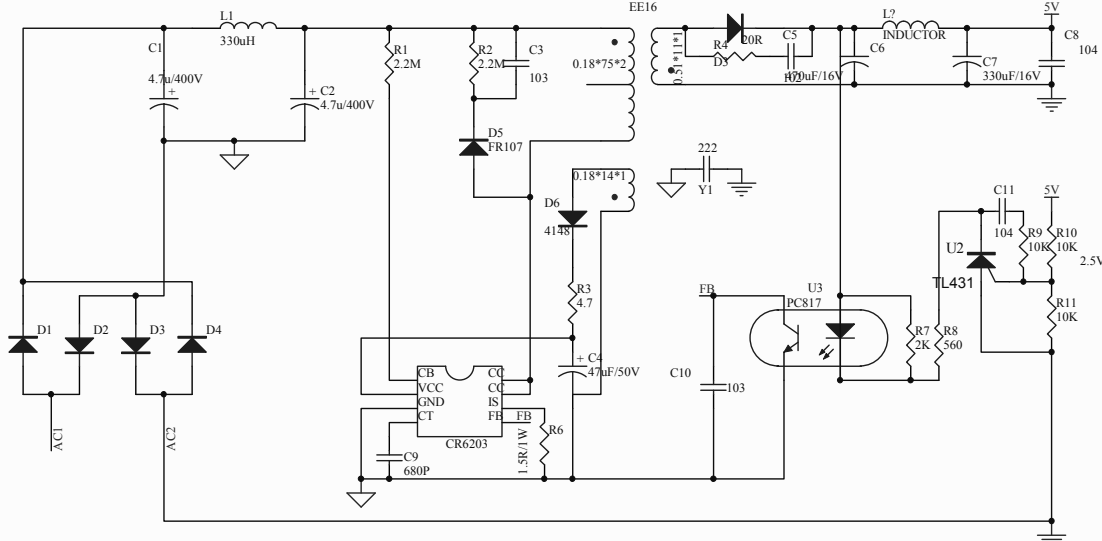 EE16
5V
L1
330uH
L?
INDUCTOR
C1
4.7u/400V
+
+ C2
4.7u/400V
R1
2.2M
R2
2.2M
C3
103
0.18*75*2
0.51*11*1
20R
R4
D3
C5
102
C6
470uF/16V
C7
330uF/16V
C8
104
D5
FR107
222
Y1
0.18*14*1
D6
4148
C11
104
5V
R9
10K
R10
10K
2.5V
U2
TL431
R3
4.7
FB
U3
PC817
R11
10K
D1
D2
D3
D4
R7
2K
R8
560
+ C4
47uF/50V
C10
103
CB
VCC
GND
CT
CC
CC
IS
FB
FB
CR6203
R6
1.5R/1W
AC1
AC2
C9
680P